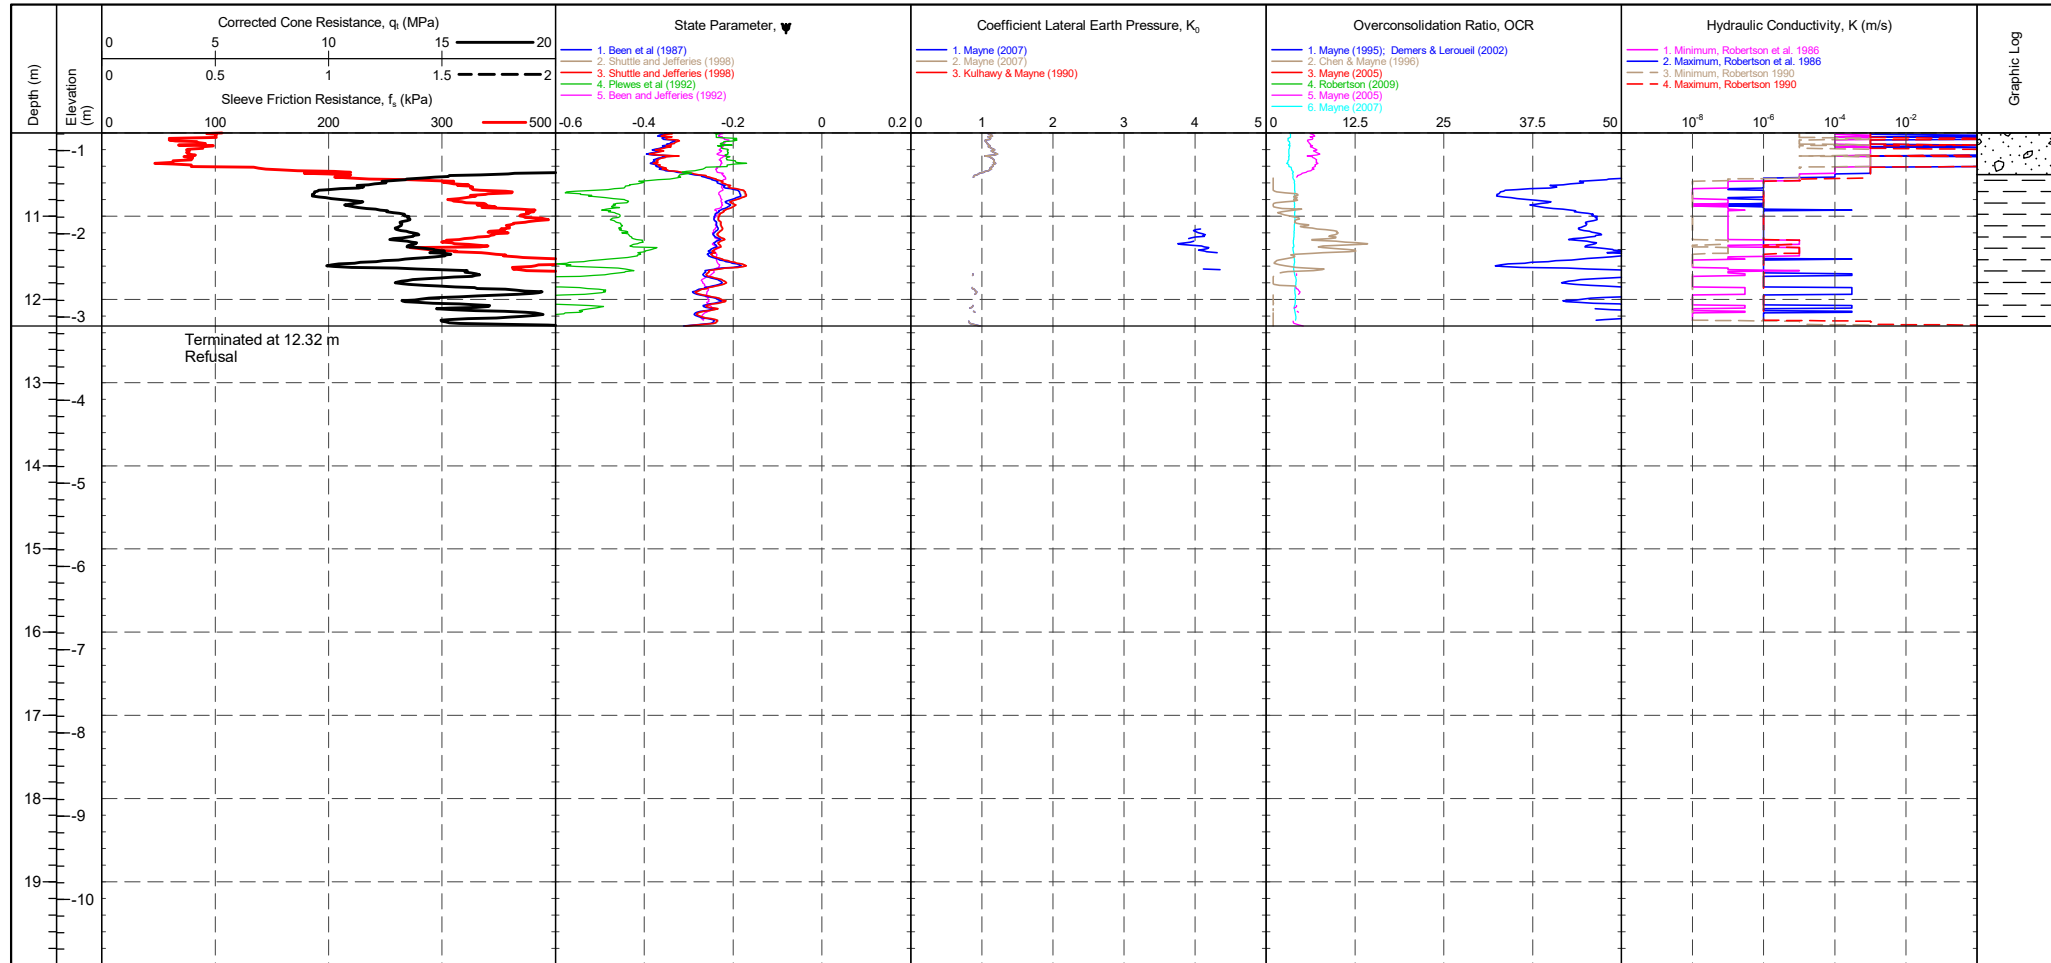 Depth (m)
Elevation (m)
Corrected Cone Resistance, qt (MPa)
0 5 10 15 20
0 0.5 1 1.5 2
Sleeve Friction Resistance, fs (kPa)
0 100 200 300 500
State Parameter, ψ
1. Been et al (1987)
2. Shuttle and Jefferies (1998)
3. Shuttle and Jefferies (1998)
4. Plewes et al (1992)
5. Been and Jefferies (1992)
-0.6 -0.4 -0.2 0 0.2
Coefficient Lateral Earth Pressure, K0
1. Mayne (2007)
2. Mayne (2007)
3. Kulhawy & Mayne (1990)
0 1 2 3 4 5
Overconsolidation Ratio, OCR
1. Mayne (1995); Demers & Leroueil (2002)
2. Chen & Mayne (1996)
3. Mayne (2005)
4. Robertson (2009)
5. Mayne (2005)
6. Mayne (2007)
0 12.5 25 37.5 50
Hydraulic Conductivity, K (m/s)
1. Minimum, Robertson et al. 1986
2. Maximum, Robertson et al. 1986
3. Minimum, Robertson 1990
4. Maximum, Robertson 1990
10-8 10-6 10-4 10-2
Graphic Log
-1
11
-2
12
-3
Terminated at 12.32 m
Refusal
13
-4
14
-5
15
-6
16
-7
17
-8
18
-9
19
-10